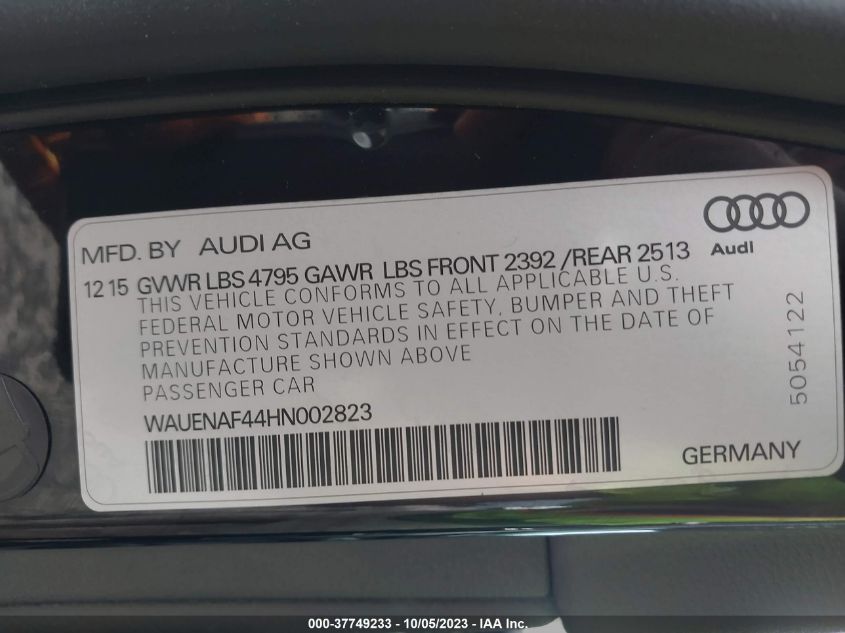 MFD. BY AUDI AG
Audi
12 15 GVWR LBS 4795 GAWR LBS FRONT 2392 /REAR 2513
THIS VEHICLE CONFORMS TO ALL APPLICABLE U.S.
FEDERAL MOTOR VEHICLE SAFETY, BUMPER AND THEFT
PREVENTION STANDARDS IN EFFECT ON THE DATE OF
MANUFACTURE SHOWN ABOVE
PASSENGER CAR
5054122
WAUENAF44HN002823
GERMANY
000-37749233 - 10/05/2023 - IAA Inc.